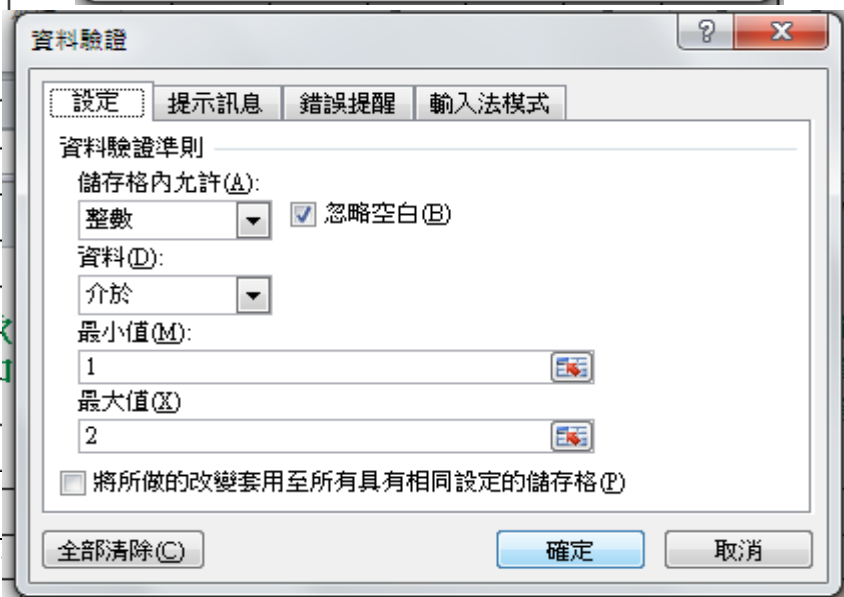 資料驗證
設定 提示訊息 錯誤提醒 輸入法模式
資料驗證準則
儲存格內允許(A):
整數 忽略空白(B)
資料(D):
介於
最小值(M):
1
最大值(X)
2
將所做的改變套用至所有具有相同設定的儲存格(P)
全部清除(C) 確定 取消